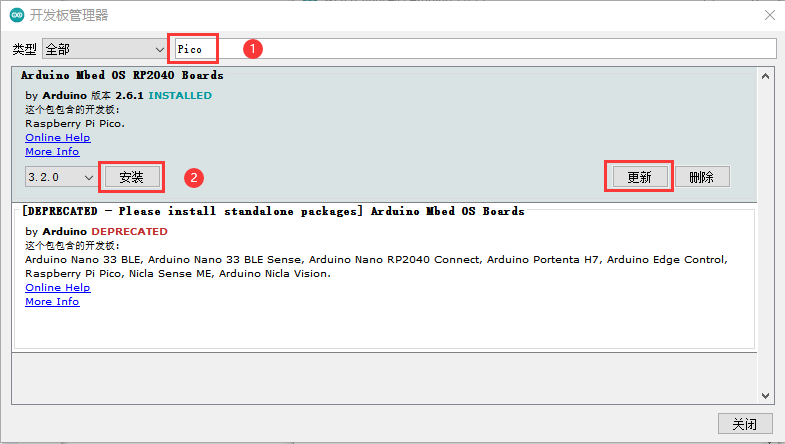 开发板管理器
类型 全部 Pico 1
Arduino Mbed OS RP2040 Boards
by Arduino 版本 2.6.1 INSTALLED
这个包包含的开发板:
Raspberry Pi Pico.
Online Help
More Info
3.2.0 安装 2 更新 删除
[DEPRECATED - Please install standalone packages] Arduino Mbed OS Boards
by Arduino DEPRECATED
这个包包含的开发板:
Arduino Nano 33 BLE, Arduino Nano 33 BLE Sense, Arduino Nano RP2040 Connect, Arduino Portenta H7, Arduino Edge Control,
Raspberry Pi Pico, Nicla Sense ME, Arduino Nicla Vision.
Online Help
More Info
关闭